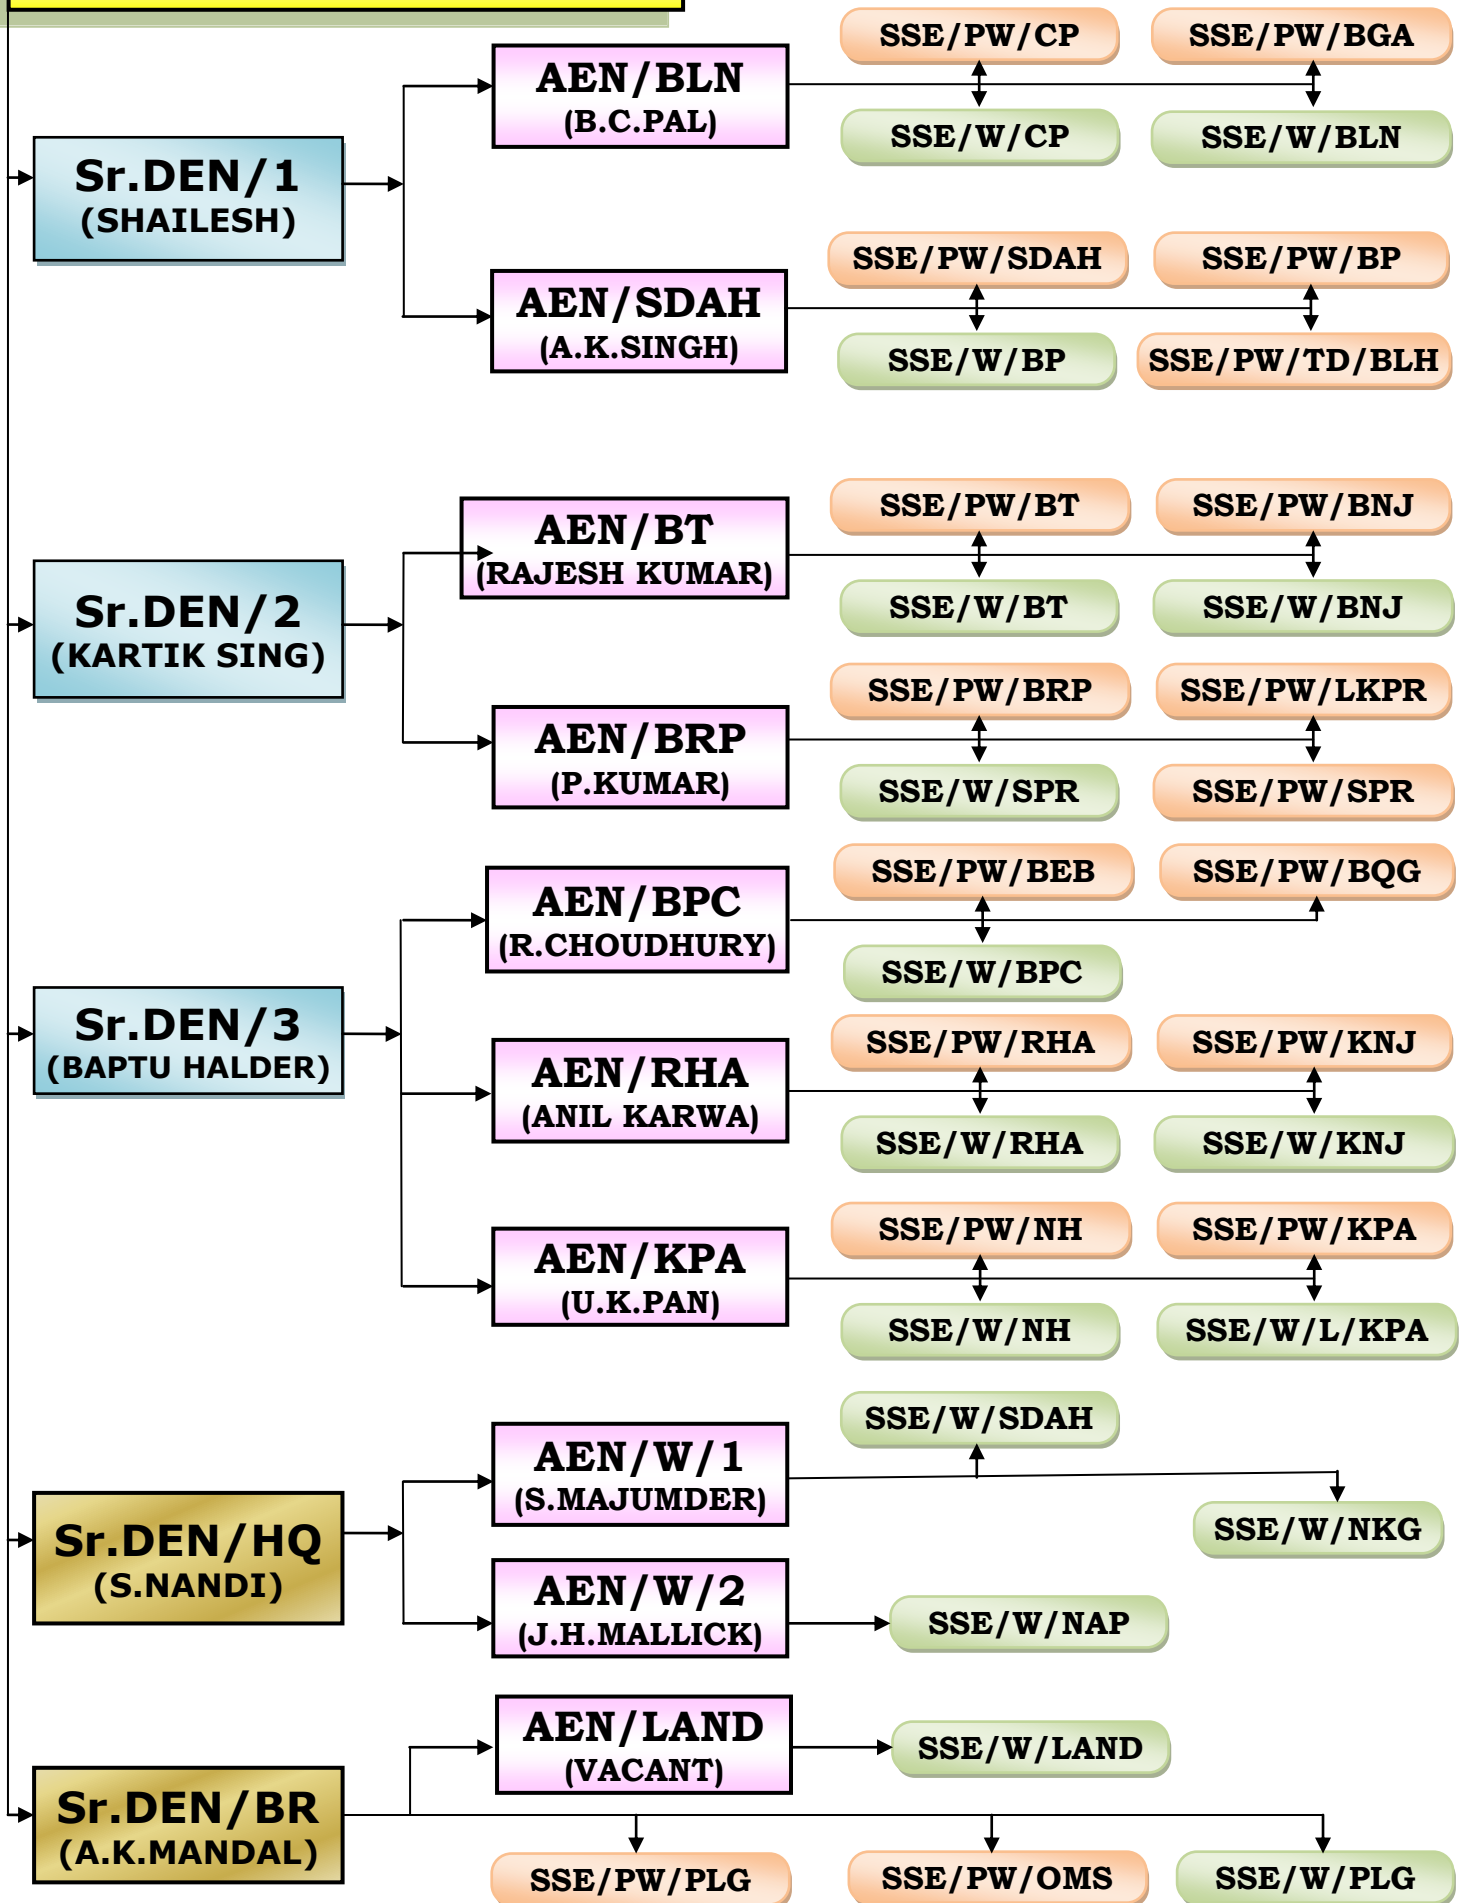 SSE/PW/CP
SSE/PW/BGA
AEN/BLN
(B.C.PAL)
SSE/W/CP
SSE/W/BLN
Sr.DEN/1
(SHAILESH)
SSE/PW/SDAH
SSE/PW/BP
AEN/SDAH
(A.K.SINGH)
SSE/W/BP
SSE/PW/TD/BLH
SSE/PW/BT
SSE/PW/BNJ
AEN/BT
(RAJESH KUMAR)
SSE/W/BT
SSE/W/BNJ
Sr.DEN/2
(KARTIK SING)
SSE/PW/BRP
SSE/PW/LKPR
AEN/BRP
(P.KUMAR)
SSE/W/SPR
SSE/PW/SPR
SSE/PW/BEB
SSE/PW/BQG
AEN/BPC
(R.CHOUDHURY)
SSE/W/BPC
Sr.DEN/3
(BAPTU HALDER)
SSE/PW/RHA
SSE/PW/KNJ
AEN/RHA
(ANIL KARWA)
SSE/W/RHA
SSE/W/KNJ
SSE/PW/NH
SSE/PW/KPA
AEN/KPA
(U.K.PAN)
SSE/W/NH
SSE/W/L/KPA
SSE/W/SDAH
AEN/W/1
(S.MAJUMDER)
SSE/W/NKG
Sr.DEN/HQ
(S.NANDI)
AEN/W/2
(J.H.MALLICK)
SSE/W/NAP
AEN/LAND
(VACANT)
SSE/W/LAND
Sr.DEN/BR
(A.K.MANDAL)
SSE/PW/PLG
SSE/PW/OMS
SSE/W/PLG